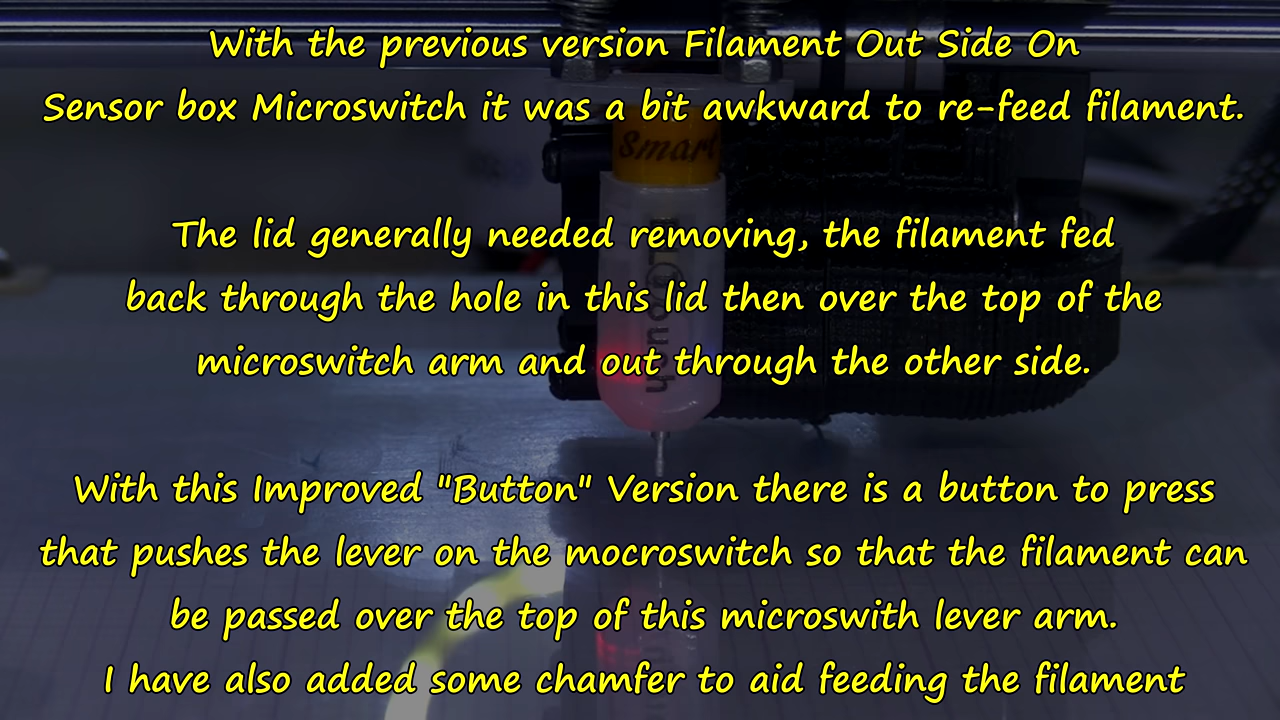 With the previous version Filament Out Side On
Sensor box Microswitch it was a bit awkward to re-feed filament.
Smart
Touch
The lid generally needed removing, the filament fed
back through the hole in this lid then over the top of the
microswitch arm and out through the other side.
With this Improved "Button" Version there is a button to press
that pushes the lever on the mocroswitch so that the filament can
be passed over the top of this microswith lever arm.
I have also added some chamfer to aid feeding the filament